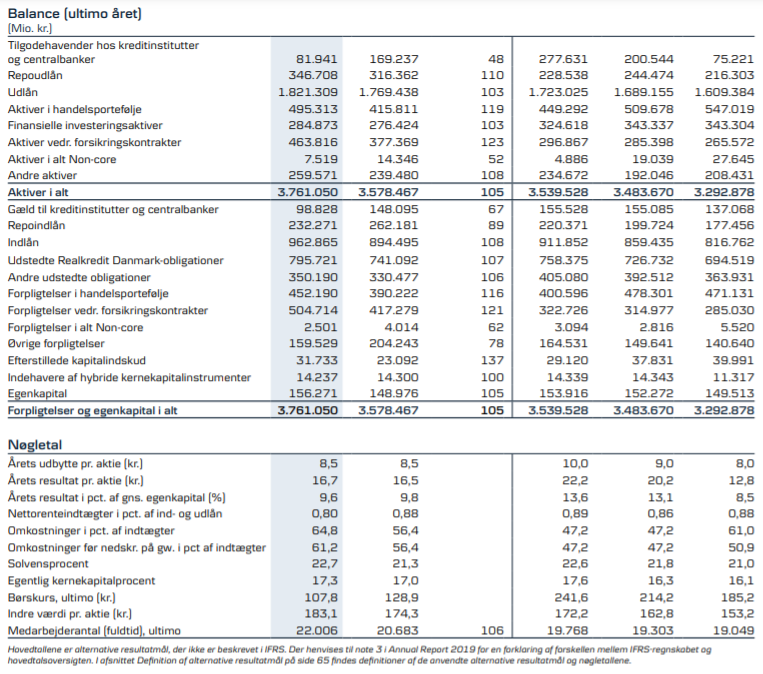 Balance (ultimo året)
(Mio. kr.)
Tilgodehavender hos kreditinstitutter
og centralbanker 81.941 169.237 48 277.631 200.544 75.221
Repoudlån 346.708 316.362 110 228.538 244.474 216.303
Udlån 1.821.309 1.769.438 103 1.723.025 1.689.155 1.609.384
Aktiver i handelsportefølje 495.313 415.811 119 449.292 509.678 547.019
Finansielle investeringsaktiver 284.873 276.424 103 324.618 343.337 343.304
Aktiver vedr. forsikringskontrakter 463.816 377.369 123 296.867 285.398 265.572
Aktiver i alt Non-core 7.519 14.346 52 4.886 19.039 27.645
Andre aktiver 259.571 239.480 108 234.672 192.046 208.431
Aktiver i alt 3.761.050 3.578.467 105 3.539.528 3.483.670 3.292.878
Gæld til kreditinstitutter og centralbanker 98.828 148.095 67 155.528 155.085 137.068
Repoindlån 232.271 262.181 89 220.371 199.724 177.456
Indlån 962.865 894.495 108 911.852 859.435 816.762
Udstedte Realkredit Danmark-obligationer 795.721 741.092 107 758.375 726.732 694.519
Andre udstedte obligationer 350.190 330.477 106 405.080 392.512 363.931
Forpligtelser i handelsportefølje 452.190 390.222 116 400.596 478.301 471.131
Forpligtelser vedr. forsikringskontrakter 504.714 417.279 121 322.726 314.977 285.030
Forpligtelser i alt Non-core 2.501 4.014 62 3.094 2.816 5.520
Øvrige forpligtelser 159.529 204.243 78 164.531 149.641 140.640
Efterstillede kapitalindskud 31.733 23.092 137 29.120 37.831 39.991
Indehavere af hybride kernekapitalinstrumenter 14.237 14.300 100 14.339 14.343 11.317
Egenkapital 156.271 148.976 105 153.916 152.272 149.513
Forpligtelser og egenkapital i alt 3.761.050 3.578.467 105 3.539.528 3.483.670 3.292.878
Nøgletal
Årets udbytte pr. aktie (kr.) 8,5 8,5 10,0 9,0 8,0
Årets resultat pr. aktie (kr.) 16,7 16,5 22,2 20,2 12,8
Årets resultat i pct. af gns. egenkapital (%) 9,6 9,8 13,6 13,1 8,5
Nettorenteindtægter i pct. af ind- og udlån 0,80 0,88 0,89 0,86 0,88
Omkostninger i pct. af indtægter 64,8 56,4 47,2 47,2 61,0
Omkostninger før nedskr. på gw. i pct af indtægter 61,2 56,4 47,2 47,2 50,9
Solvensprocent 22,7 21,3 22,6 21,8 21,0
Egentlig kernekapitalprocent 17,3 17,0 17,6 16,3 16,1
Børskurs, ultimo (kr.) 107,8 128,9 241,6 214,2 185,2
Indre værdi pr. aktie (kr.) 183,1 174,3 172,2 162,8 153,2
Medarbejderantal (fuldtid), ultimo 22.006 20.683 106 19.768 19.303 19.049
Hovedtallene er alternative resultatmål, der ikke er beskrevet i IFRS. Der henvises til note 3 i Annual Report 2019 for en forklaring af forskellen mellem IFRS-regnskabet og
hovedtalsoversigten. I afsnittet Definition af alternative resultatmål på side 65 findes definitioner af de anvendte alternative resultatmål og nøgletallene.